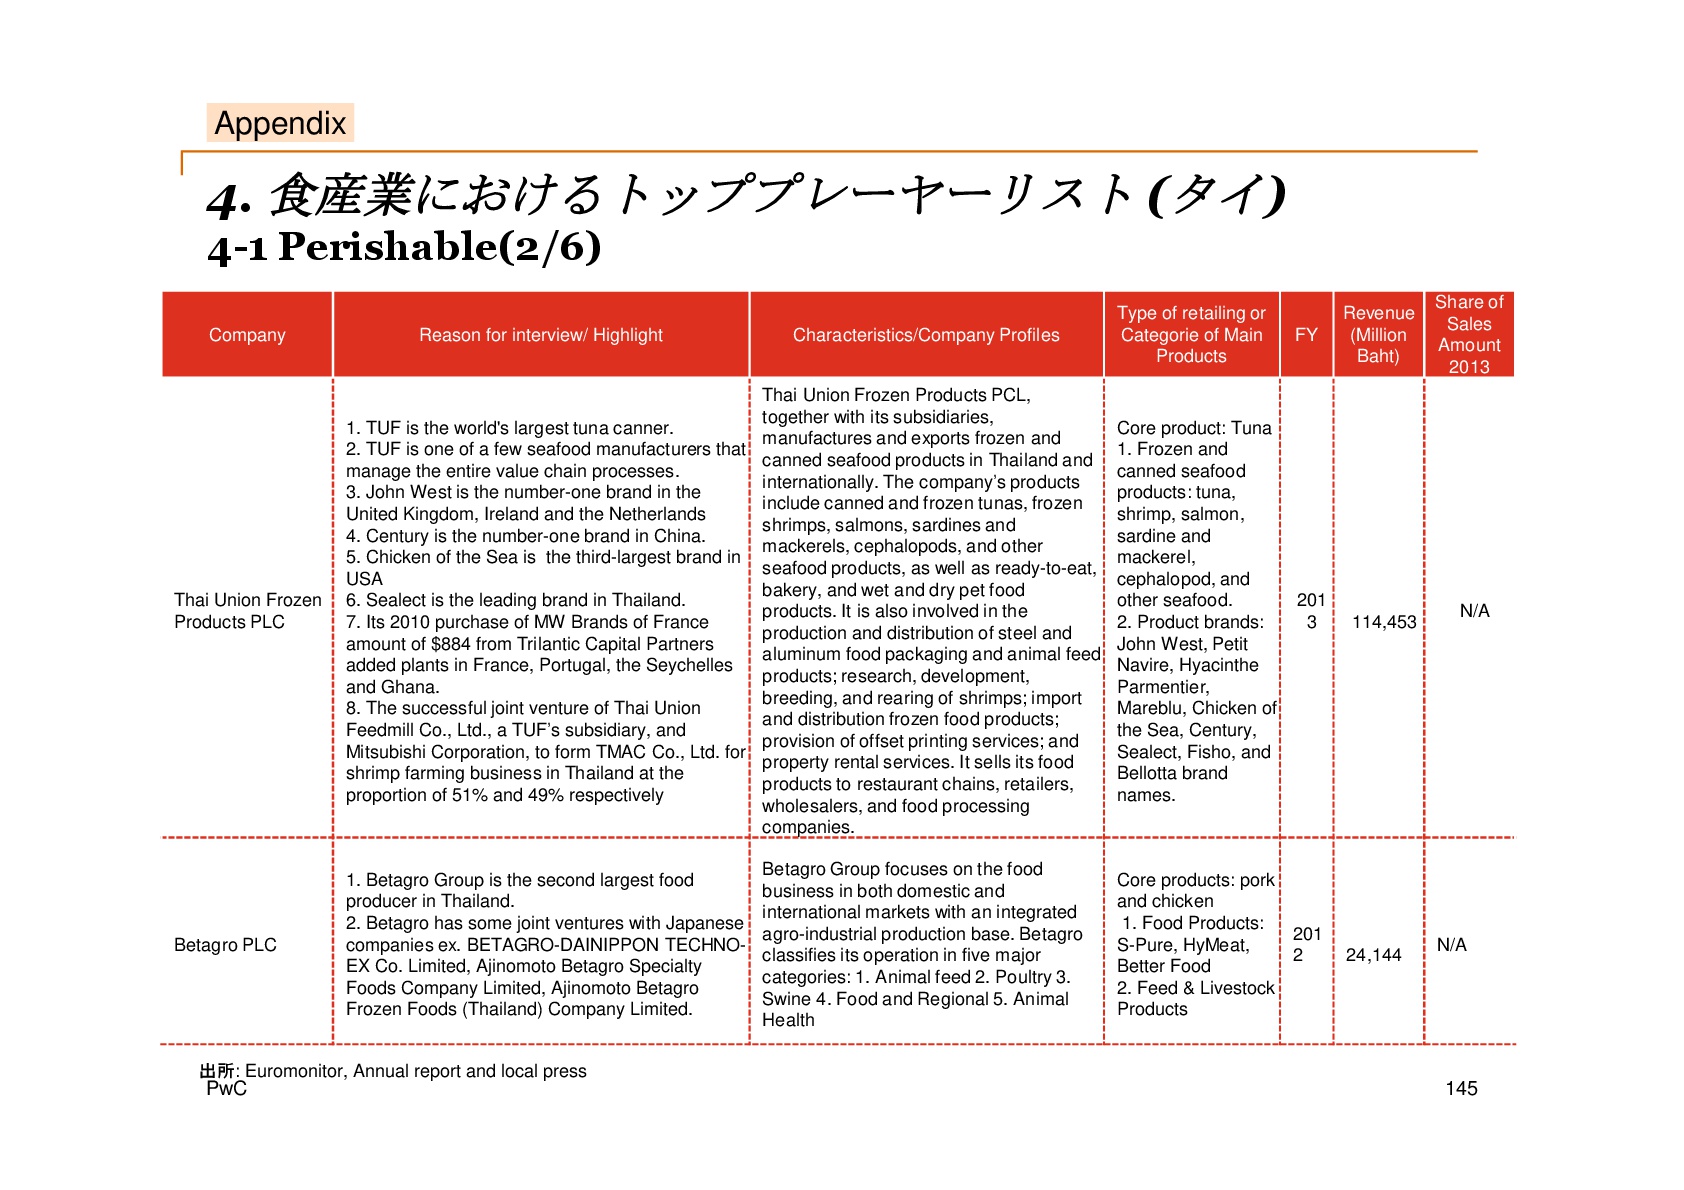 Appendix
4. 食産業におけるトッププレーヤーリスト(タイ)
4-1 Perishable(2/6)
Company
Reason for interview/ Highlight
Characteristics/Company Profiles
Type of retailing or
Categorie of Main
Products
FY
Revenue
(Million
Baht)
Share of
Sales
Amount
2013
Thai Union Frozen
Products PLC
1. TUF is the world's largest tuna canner.
2. TUF is one of a few seafood manufacturers that
manage the entire value chain processes.
3. John West is the number-one brand in the
United Kingdom, Ireland and the Netherlands
4. Century is the number-one brand in China.
5. Chicken of the Sea is  the third-largest brand in
USA
6. Sealect is the leading brand in Thailand.
7. Its 2010 purchase of MW Brands of France
amount of $884 from Trilantic Capital Partners
added plants in France, Portugal, the Seychelles
and Ghana.
8. The successful joint venture of Thai Union
Feedmill Co., Ltd., a TUF’s subsidiary, and
Mitsubishi Corporation, to form TMAC Co., Ltd. for
shrimp farming business in Thailand at the
proportion of 51% and 49% respectively
Thai Union Frozen Products PCL,
together with its subsidiaries,
manufactures and exports frozen and
canned seafood products in Thailand and
internationally. The company’s products
include canned and frozen tunas, frozen
shrimps, salmons, sardines and
mackerels, cephalopods, and other
seafood products, as well as ready-to-eat,
bakery, and wet and dry pet food
products. It is also involved in the
production and distribution of steel and
aluminum food packaging and animal feed
products; research, development,
breeding, and rearing of shrimps; import
and distribution frozen food products;
provision of offset printing services; and
property rental services. It sells its food
products to restaurant chains, retailers,
wholesalers, and food processing
companies.
Core product: Tuna
1. Frozen and
canned seafood
products: tuna,
shrimp, salmon,
sardine and
mackerel,
cephalopod, and
other seafood.
2. Product brands:
John West, Petit
Navire, Hyacinthe
Parmentier,
Mareblu, Chicken of
the Sea, Century,
Sealect, Fisho, and
Bellotta brand
names.
201
3
114,453
N/A
Betagro PLC
1. Betagro Group is the second largest food
producer in Thailand.
2. Betagro has some joint ventures with Japanese
companies ex. BETAGRO-DAINIPPON TECHNO-
EX Co. Limited, Ajinomoto Betagro Specialty
Foods Company Limited, Ajinomoto Betagro
Frozen Foods (Thailand) Company Limited.
Betagro Group focuses on the food
business in both domestic and
international markets with an integrated
agro-industrial production base. Betagro
classifies its operation in five major
categories: 1. Animal feed 2. Poultry 3.
Swine 4. Food and Regional 5. Animal
Health
Core products: pork
and chicken
1. Food Products:
S-Pure, HyMeat,
Better Food
2. Feed & Livestock
Products
201
2
24,144
N/A
出所: Euromonitor, Annual report and local press
PwC
145